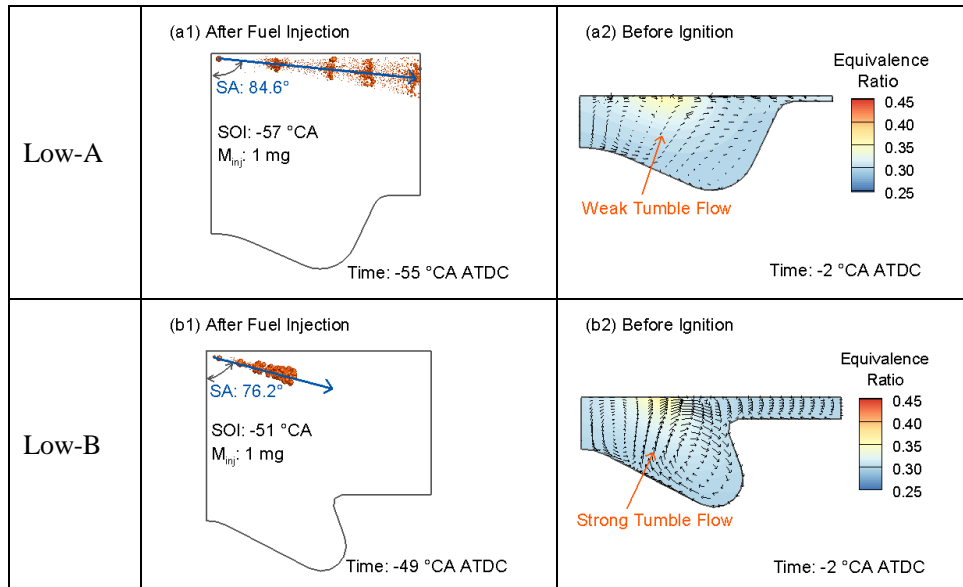 Low-A
(a1) After Fuel Injection
SA: 84.6°
SOI: -57 °CA
Minj: 1 mg
Time: -55 °CA ATDC
(a2) Before Ignition
Equivalence
Ratio
0.45
0.40
0.35
0.30
0.25
Weak Tumble Flow
Time: -2 °CA ATDC
Low-B
(b1) After Fuel Injection
SA: 76.2°
SOI: -51 °CA
Minj: 1 mg
Time: -49 °CA ATDC
(b2) Before Ignition
Equivalence
Ratio
0.45
0.40
0.35
0.30
0.25
Strong Tumble Flow
Time: -2 °CA ATDC